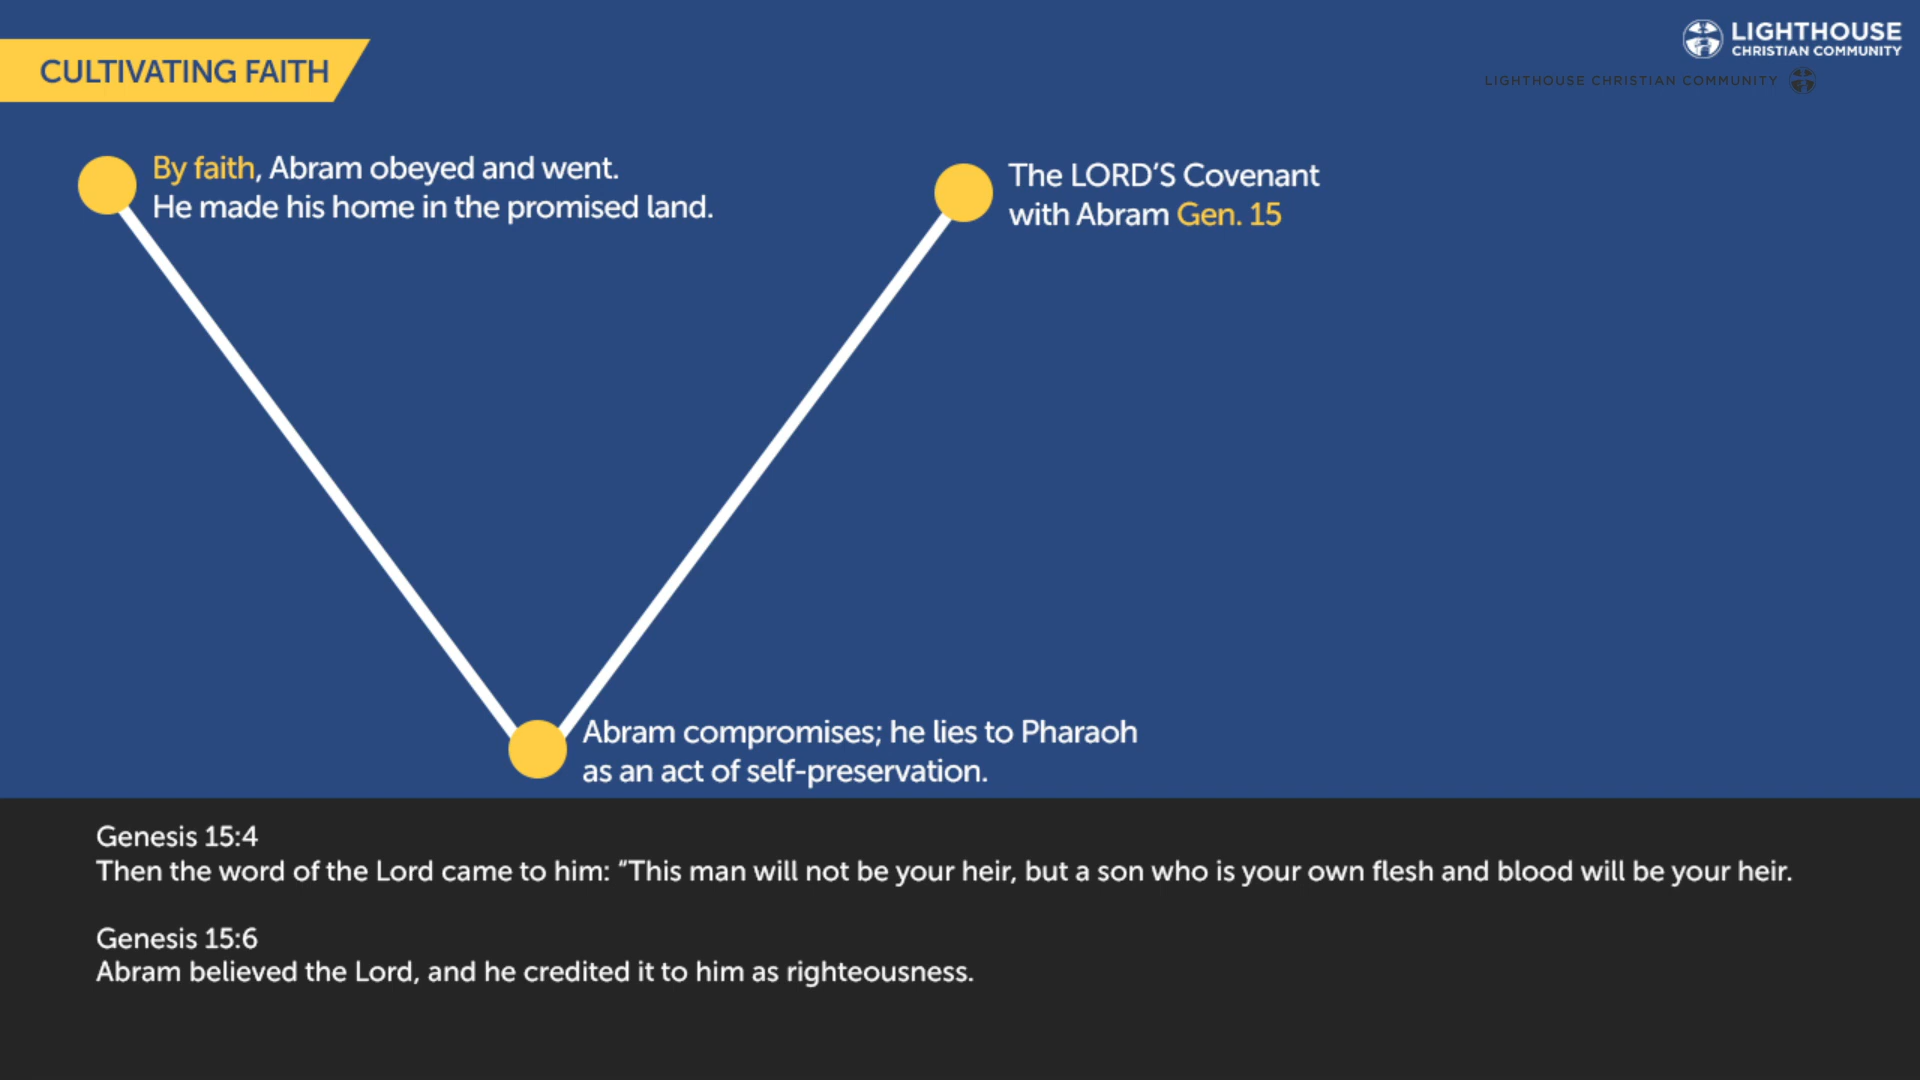 CULTIVATING FAITH
LIGHTHOUSE
CHRISTIAN COMMUNITY
LIGHTHOUSE CHRISTIAN COMMUNITY
By faith, Abram obeyed and went.
He made his home in the promised land.
The LORD’S Covenant
with Abram Gen. 15
Abram compromises; he lies to Pharaoh
as an act of self-preservation.
Genesis 15:4
Then the word of the Lord came to him: “This man will not be your heir, but a son who is your own flesh and blood will be your heir.
Genesis 15:6
Abram believed the Lord, and he credited it to him as righteousness.